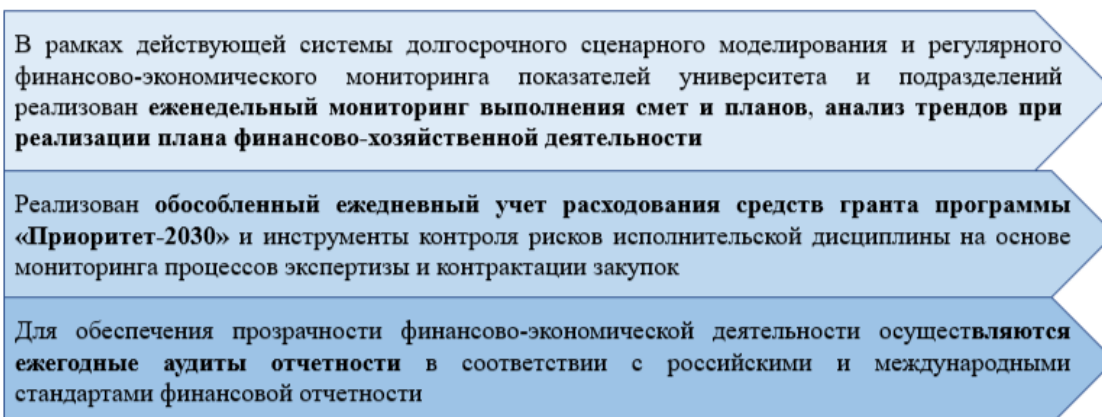 В рамках действующей системы долгосрочного сценарного моделирования и регулярного
финансово-экономического мониторинга показателей университета и подразделений
реализован еженедельный мониторинг выполнения смет и планов, анализ трендов при
реализации плана финансово-хозяйственной деятельности
Реализован обособленный ежедневный учет расходования средств гранта программы
«Приоритет-2030» и инструменты контроля рисков исполнительской дисциплины на основе
мониторинга процессов экспертизы и контрактации закупок
Для обеспечения прозрачности финансово-экономической деятельности осуществляются
ежегодные аудиты отчетности в соответствии с российскими и международными
стандартами финансовой отчетности